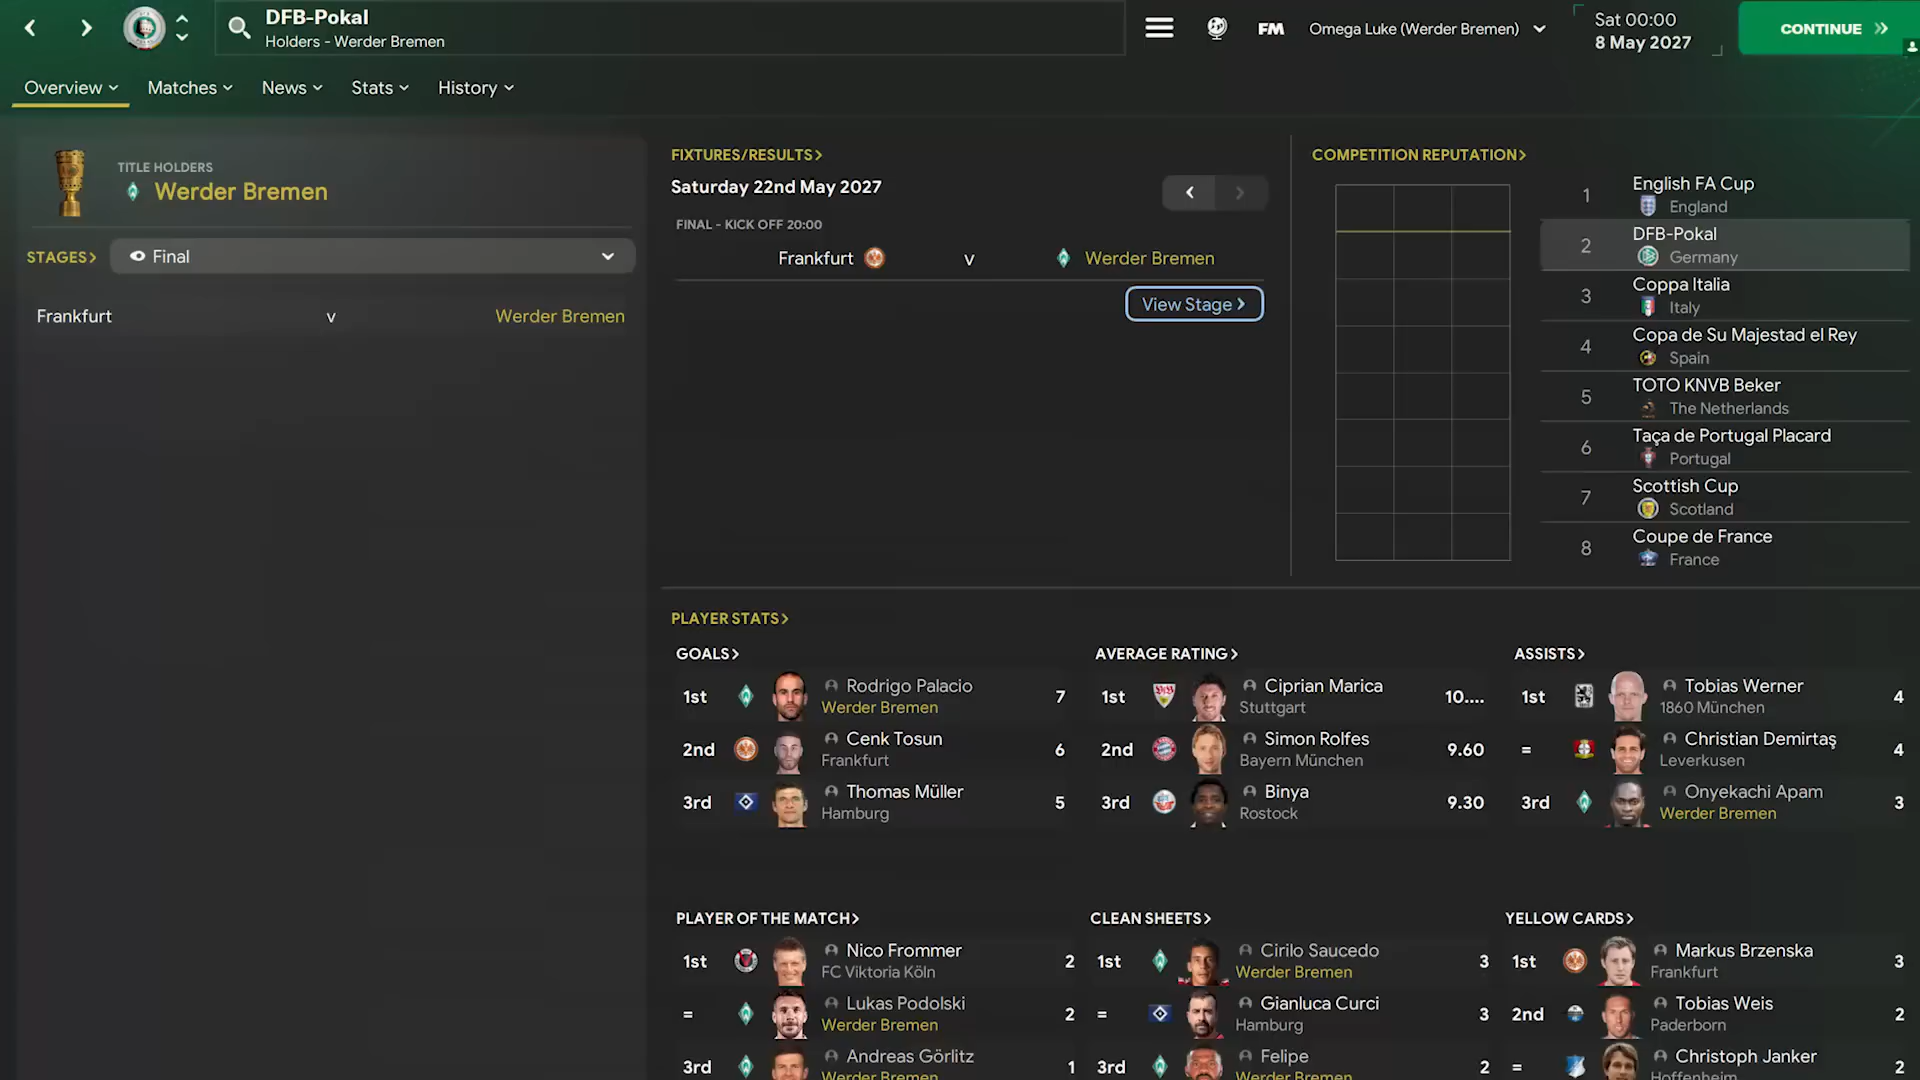 DFB-Pokal
Holders - Werder Bremen
FM
Omega Luke (Werder Bremen)
Sat 00:00
8 May 2027
CONTINUE
Overview
Matches
News
Stats
History
TITLE HOLDERS
Werder Bremen
STAGES
Final
Frankfurt v Werder Bremen
FIXTURES/RESULTS
Saturday 22nd May 2027
FINAL - KICK OFF 20:00
Frankfurt v Werder Bremen
View Stage
COMPETITION REPUTATION
1 English FA Cup
England
2 DFB-Pokal
Germany
3 Coppa Italia
Italy
4 Copa de Su Majestad el Rey
Spain
5 TOTO KNVB Beker
The Netherlands
6 Taça de Portugal Placard
Portugal
7 Scottish Cup
Scotland
8 Coupe de France
France
PLAYER STATS
GOALS
1st Rodrigo Palacio 7
Werder Bremen
2nd Cenk Tosun 6
Frankfurt
3rd Thomas Müller 5
Hamburg
AVERAGE RATING
1st Ciprian Marica 10....
Stuttgart
2nd Simon Rolfes 9.60
Bayern München
3rd Binya 9.30
Rostock
ASSISTS
1st Tobias Werner 4
1860 München
= Christian Demirtaş 4
Leverkusen
3rd Onyekachi Apam 3
Werder Bremen
PLAYER OF THE MATCH
1st Nico Frommer 2
FC Viktoria Köln
= Lukas Podolski 2
Werder Bremen
3rd Andreas Görlitz 1
Werder Bremen
CLEAN SHEETS
1st Cirilo Saucedo 3
Werder Bremen
= Gianluca Curci 3
Hamburg
3rd Felipe 2
Werder Bremen
YELLOW CARDS
1st Markus Brzenska 3
Frankfurt
2nd Tobias Weis 2
Paderborn
= Christoph Janker 2
Hoffenheim